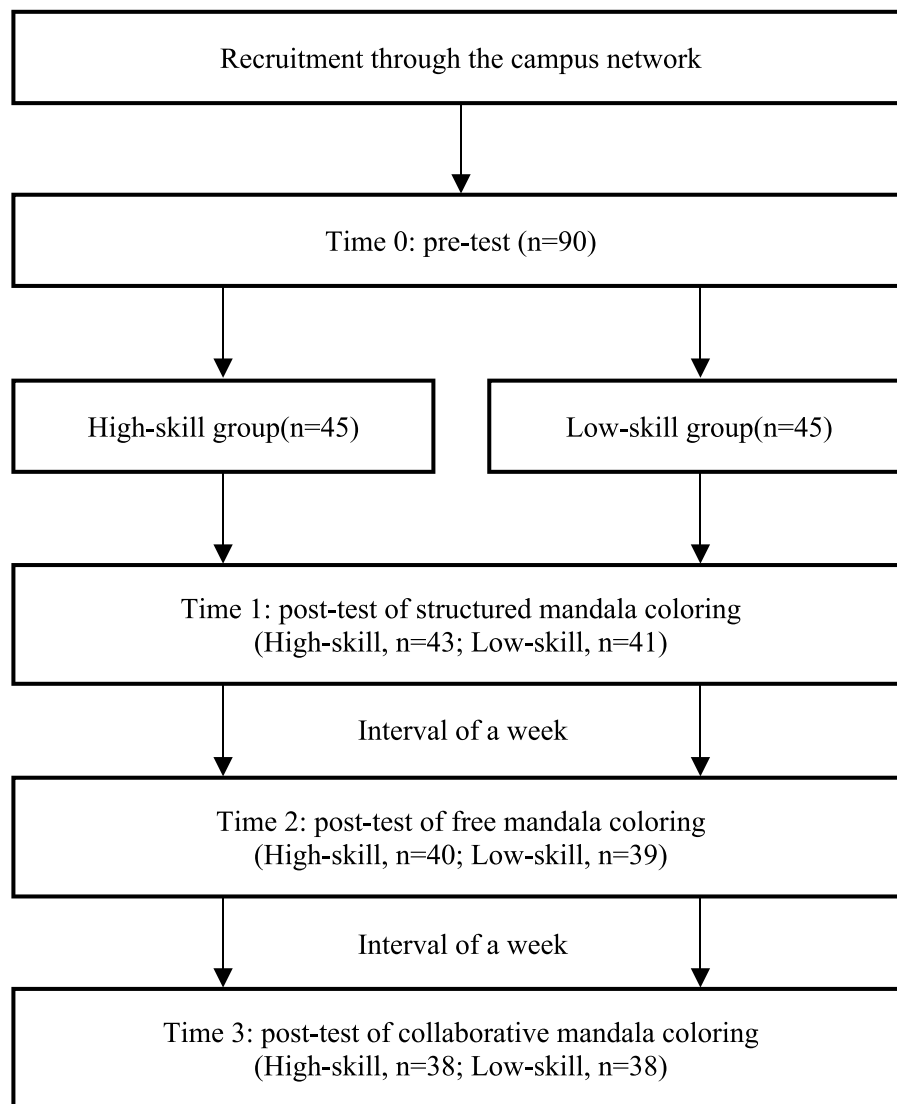 Recruitment through the campus network
Time 0: pre-test (n=90)
High-skill group(n=45)
Low-skill group(n=45)
Time 1: post-test of structured mandala coloring
(High-skill, n=43; Low-skill, n=41)
Interval of a week
Time 2: post-test of free mandala coloring
(High-skill, n=40; Low-skill, n=39)
Interval of a week
Time 3: post-test of collaborative mandala coloring
(High-skill, n=38; Low-skill, n=38)